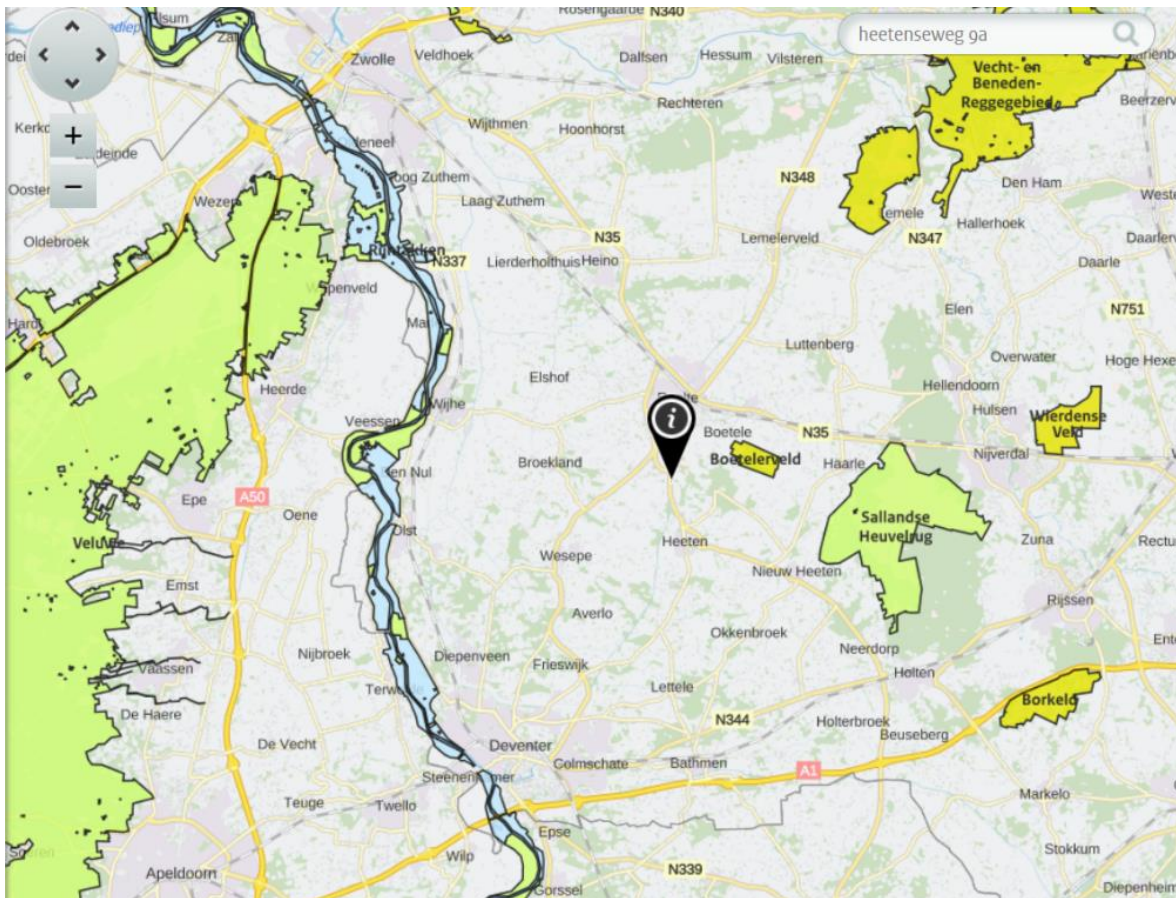 Rosengaarde
N340
heetenseweg 9a
Zwolle
Veldhoek
Dalfsen
Hessum
Vilsteren
Vecht- en
Beneden-
Reggegebied
Beerzerv
Rechteren
Wijthmen
Hoonhorst
N348
Den Ham
Wezep
Laag Zuthem
Hallerhoek
Oldebroek
N35
Lemelerveld
N347
Daarlerv
N337
Lierderholthuis
Heino
Daarle
Elen
N751
Luttenberg
Overwater
Hoge Hexe
Elshof
Hellendoorn
Heerde
Hulsen
Wijhe
Veessen
Boetele
N35
Wierdense
Veld
Broekland
Boetelerveld
Haarle
Nijverdal
Epe
A50
Oene
Olst
Sallandse
Heuvelrug
Veluwe
Wesepe
Heeten
Zuna
Rectu
Emst
Nieuw Heeten
Averlo
Rijssen
Okkenbroek
Nijbroek
Diepenveen
Frieswijk
Neerdorp
Vaassen
Lettele
Holten
Borkeld
De Haere
N344
Holterbroek
De Vecht
Deventer
Beuseberg
Colmschate
Bathmen
A1
Teuge
Twello
Markelo
Epse
Wilp
Stokkum
Apeldoorn
N339
Gorssel
Diepenheim